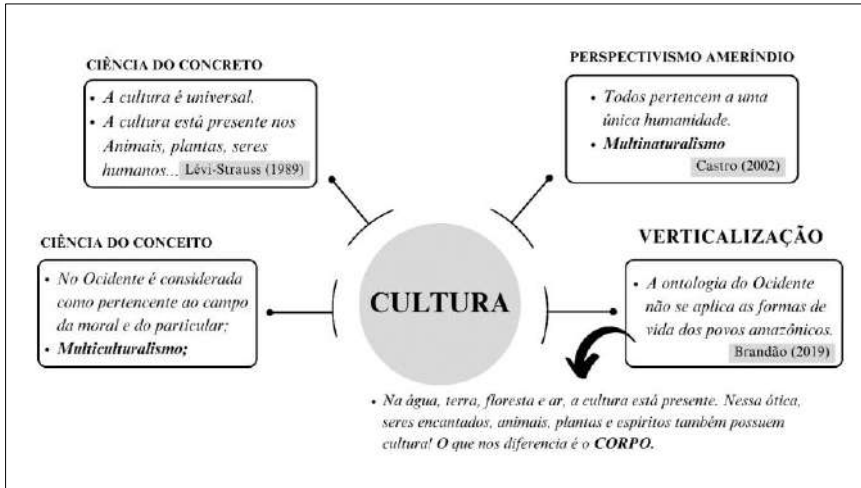 CIÊNCIA DO CONCRETO
• A cultura é universal.
• A cultura está presente nos
Animais, plantas, seres
humanos... Lévi-Strauss (1989)
PERSPECTIVISMO AMERÍNDIO
• Todos pertencem a uma
única humanidade.
• Multinaturalismo
Castro (2002)
CIÊNCIA DO CONCEITO
• No Ocidente é considerada
como pertencente ao campo
da moral e do particular;
• Multiculturalismo;
CULTURA
VERTICALIZAÇÃO
• A ontologia do Ocidente
não se aplica as formas de
vida dos povos amazônicos.
Brandão (2019)
• Na água, terra, floresta e ar, a cultura está presente. Nessa ótica,
seres encantados, animais, plantas e espíritos também possuem
cultura! O que nos diferencia é o CORPO.